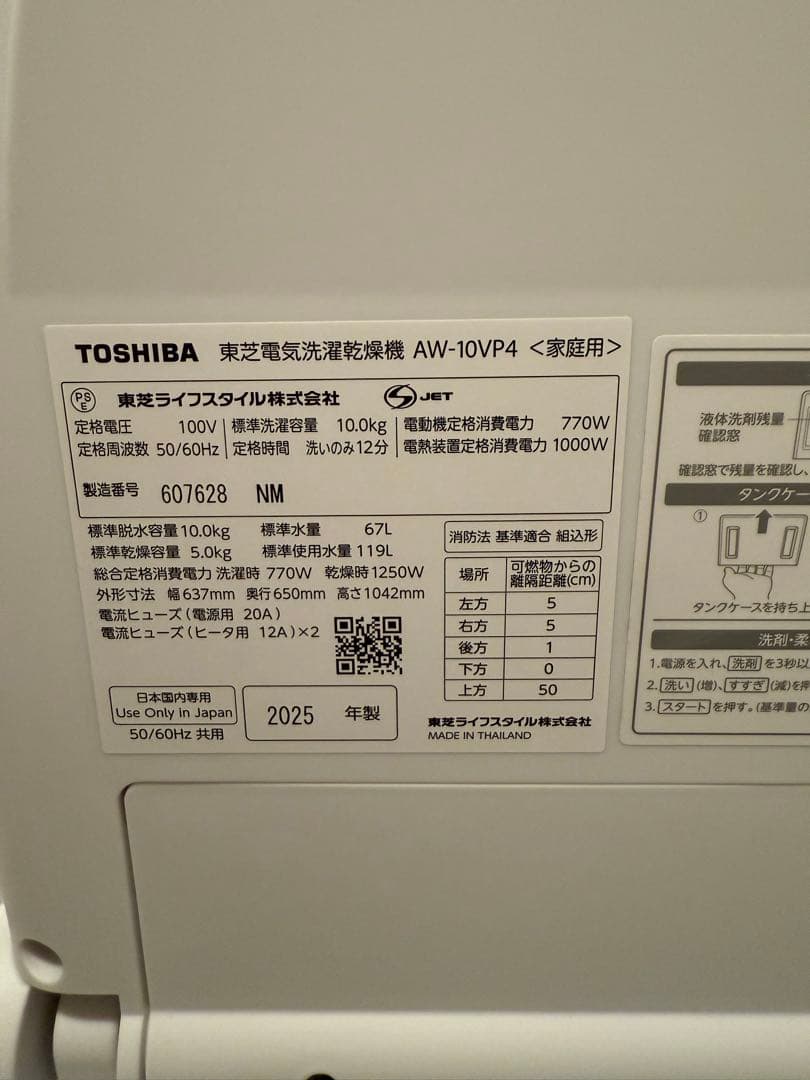 TOSHIBA 東芝電気洗濯乾燥機 AW-10VP4 <家庭用>
PSE 東芝ライフスタイル株式会社 S JET
定格電圧 100V 標準洗濯容量 10.0kg 電動機定格消費電力 770W
定格周波数 50/60Hz 定格時間 洗いのみ12分 電熱装置定格消費電力 1000W
製造番号 607628 NM
標準脱水容量 10.0kg 標準水量 67L
標準乾燥容量 5.0kg 標準使用水量 119L
総合定格消費電力 洗濯時 770W 乾燥時 1250W
外形寸法 幅 637mm 奥行 650mm 高さ 1042mm
電流ヒューズ(電源用 20A)
電流ヒューズ(ヒータ用 12A)×2
消防法 基準適合 組込形
場所 可燃物からの
離隔距離(cm)
左方 5
右方 5
後方 1
下方 0
上方 50
日本国内専用
Use Only in Japan
50/60Hz 共用
2025 年製
東芝ライフスタイル株式会社
MADE IN THAILAND
液体洗剤残量
確認窓
確認窓で残量を確認し、
タンクケー
①
タンクケースを持ち上
洗剤・柔
1.電源を入れ、洗剤を3秒以
2.洗い(増)、すすぎ(減)を押
3.スタートを押す。(基準量の